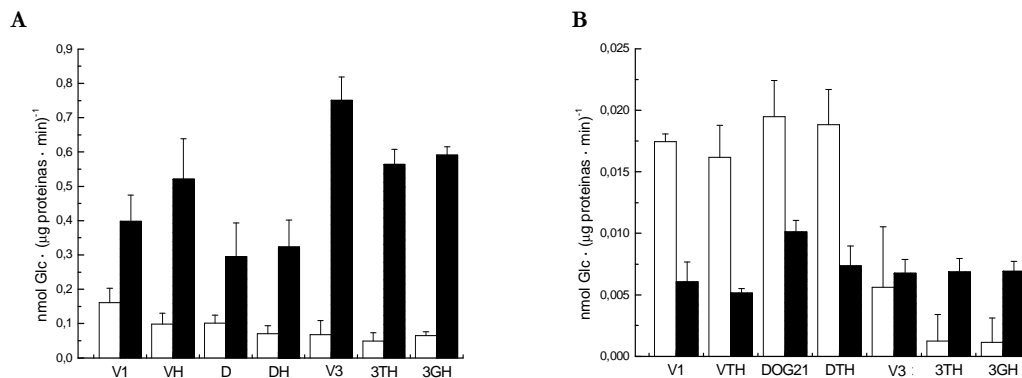 A
nmol Glc · (µg proteinas · min)⁻¹
0,9
0,8
0,7
0,6
0,5
0,4
0,3
0,2
0,1
0,0
V1 VH D DH V3 3TH 3GH
B
nmol Glc · (µg proteinas · min)⁻¹
0,025
0,020
0,015
0,010
0,005
0,000
V1 VTH DOG21 DTH V3 : 3TH 3GH